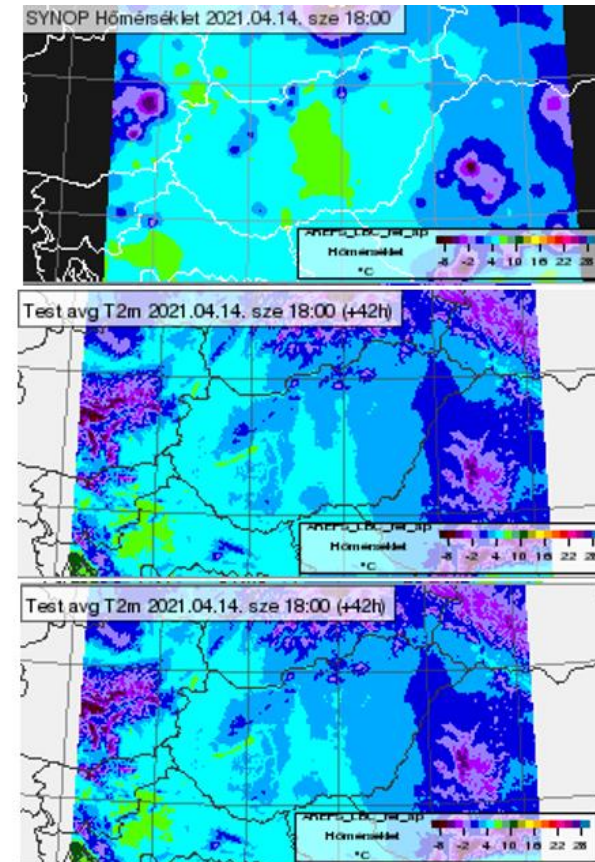 SYNOP Hőmérséklet 2021.04.14. sze 18:00
AREPS_LBC_ref_ap
Hőmérséklet
°C
-8 -2 4 10 16 22 28
Test avg T2m 2021.04.14. sze 18:00 (+42h)
Hőmérséklet
°C
-8 -2 4 10 16 22 28
Test avg T2m 2021.04.14. sze 18:00 (+42h)
Hőmérséklet
°C
-8 -2 4 10 16 22 28